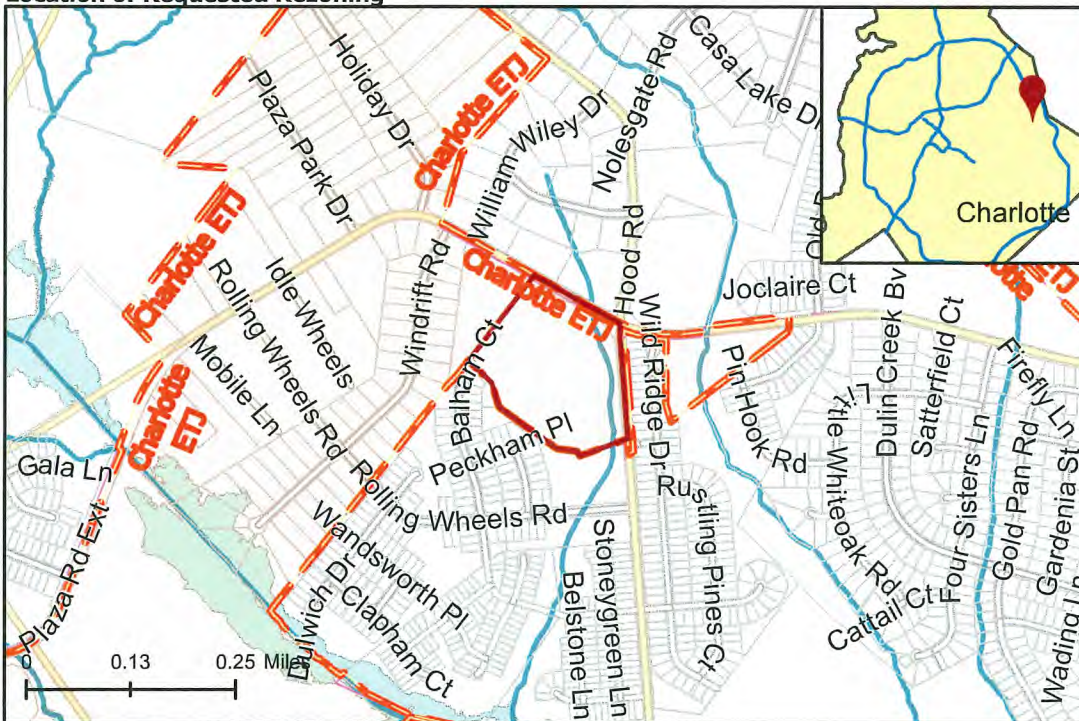 Location of Requested Rezoning
Holiday Dr
Plaza Park Dr
Charlotte ETJ
William Wiley Dr
Nolesgate Rd
Casa Lake Dr
Charlotte
Charlotte ETJ
Rolling Wheels Rd
Idle Wheels
Windrift Rd
Charlotte ETJ
Hood Rd
Joclaire Ct
Mobile Ln
Balham Ct
Wild Ridge Dr
Pin Hook Rd
Little Whiteoak Rd
Dulin Creek Bv
Satterfield Ct
Firefly Ln
Charlotte
ETJ
Charlotte
ETJ
Gala Ln
Peckham Pl
Rolling Wheels Rd
Rustling Pines Ct
Four Sisters Ln
Gold Pan Rd
Gardenia St
Plaza Rd Ext
Wandsworth Pl
Dulwich Dr
Clapham Ct
Belstone Ln
Stoneygreen Ln
Cattail Ct
Wading Ln
0 0.13 0.25 Miles